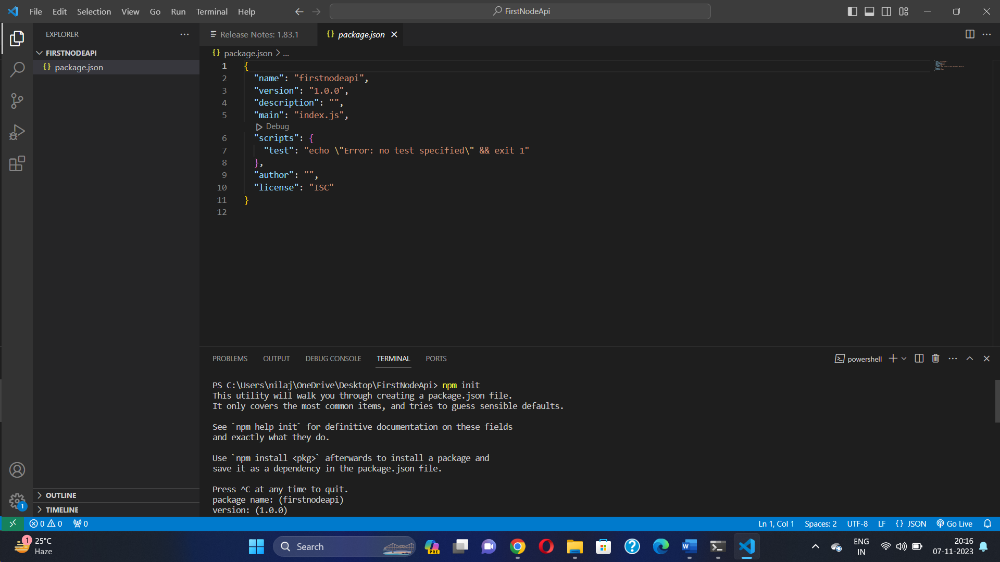 File Edit Selection View Go Run Terminal Help
FirstNodeApi
EXPLORER
Release Notes: 1.83.1
{} package.json
FIRSTNODEAPI
{} package.json
{} package.json > ...
1 {
2 "name": "firstnodeapi",
3 "version": "1.0.0",
4 "description": "",
5 "main": "index.js",
Debug
6 "scripts": {
7 "test": "echo \"Error: no test specified\" && exit 1"
8 },
9 "author": "",
10 "license": "ISC"
11 }
12
PROBLEMS OUTPUT DEBUG CONSOLE TERMINAL PORTS
powershell
PS C:\Users\nilaj\OneDrive\Desktop\FirstNodeApi> npm init
This utility will walk you through creating a package.json file.
It only covers the most common items, and tries to guess sensible defaults.
See `npm help init` for definitive documentation on these fields
and exactly what they do.
Use `npm install <pkg>` afterwards to install a package and
save it as a dependency in the package.json file.
Press ^C at any time to quit.
package name: (firstnodeapi)
version: (1.0.0)
OUTLINE
TIMELINE
1
0 0 0
Ln 1, Col 1 Spaces: 2 UTF-8 LF {} JSON Go Live
1
25°C
Haze
Search
PRE
ENG
IN
20:16
07-11-2023